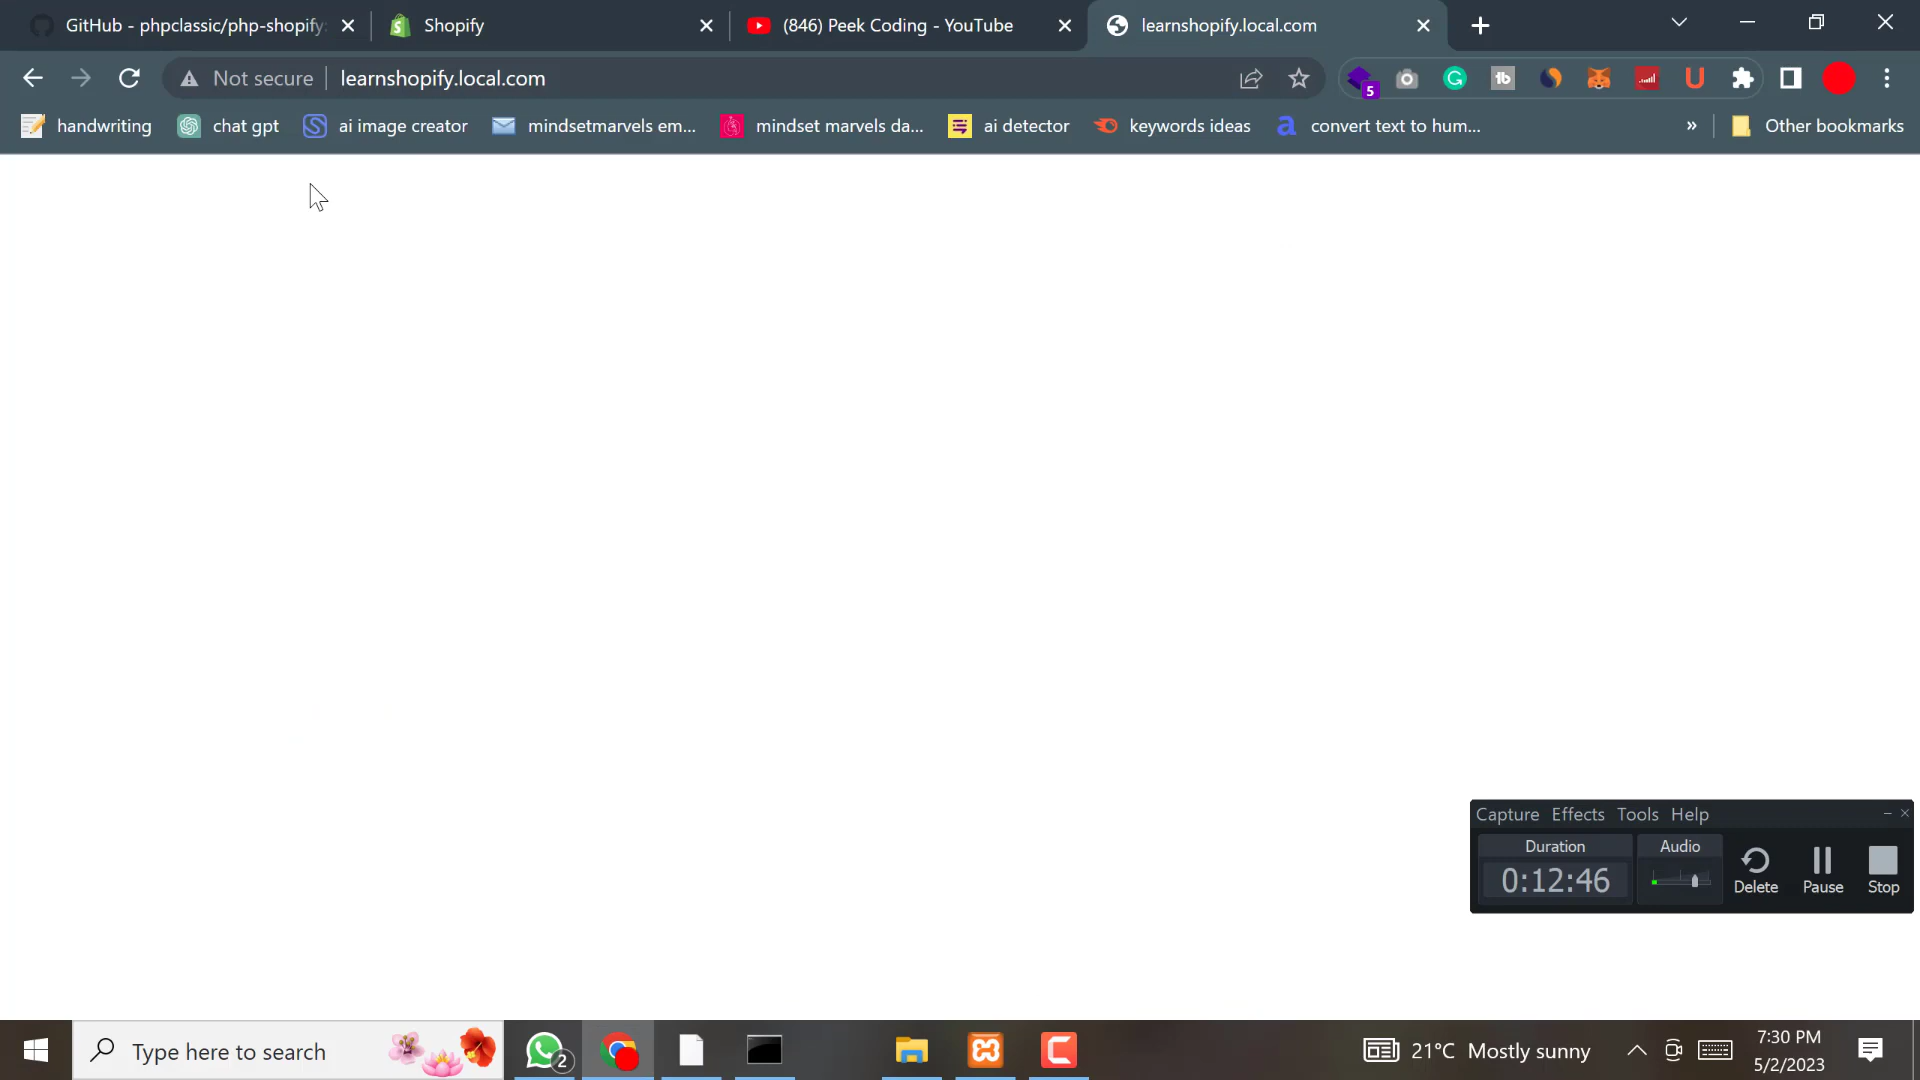 GitHub - phpclassic/php-shopify:
Shopify
(846) Peek Coding - YouTube
learnshopify.local.com
Not secure
learnshopify.local.com
5
handwriting
chat gpt
ai image creator
mindsetmarvels em...
mindset marvels da...
ai detector
keywords ideas
convert text to hum...
»
Other bookmarks
Capture Effects Tools Help
Duration
Audio
0:12:46
Delete
Pause
Stop
Type here to search
2
21°C Mostly sunny
7:30 PM
5/2/2023